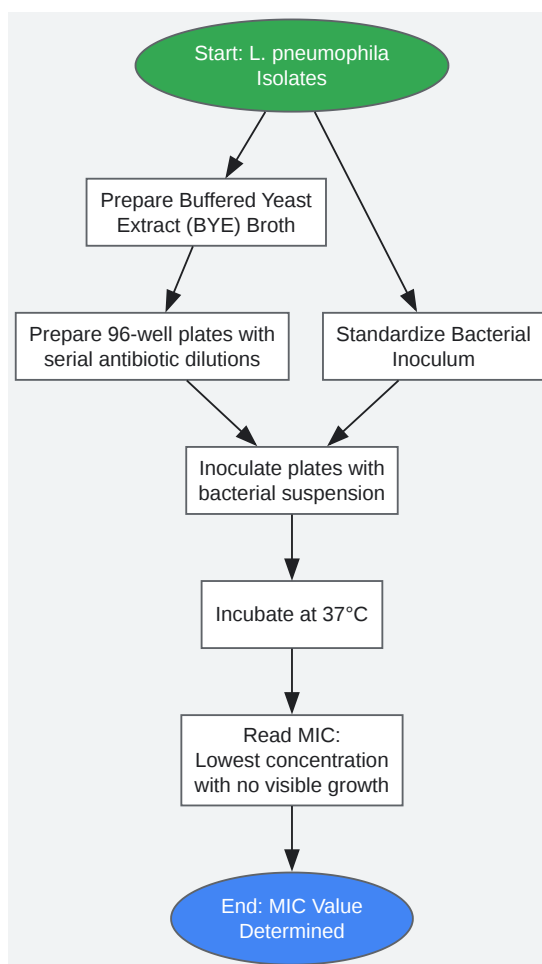 Start: L. pneumophila
Isolates
Prepare Buffered Yeast
Extract (BYE) Broth
Prepare 96-well plates with
serial antibiotic dilutions
Standardize Bacterial
Inoculum
Inoculate plates with
bacterial suspension
Incubate at 37°C
Read MIC:
Lowest concentration
with no visible growth
End: MIC Value
Determined